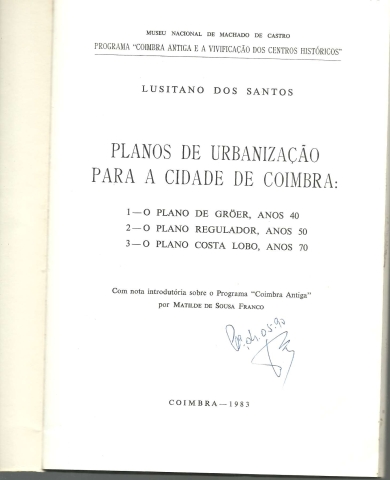 MUSEU NACIONAL DE MACHADO DE CASTRO
PROGRAMA "COIMBRA ANTIGA E A VIVIFICAÇÃO DOS CENTROS HISTÓRICOS"
LUSITANO DOS SANTOS
PLANOS DE URBANIZAÇÃO
PARA A CIDADE DE COIMBRA:
1—O PLANO DE GRÖER, ANOS 40
2—O PLANO REGULADOR, ANOS 50
3—O PLANO COSTA LOBO, ANOS 70
Com nota introdutória sobre o Programa "Coimbra Antiga"
por MATILDE DE SOUSA FRANCO
COIMBRA—1983